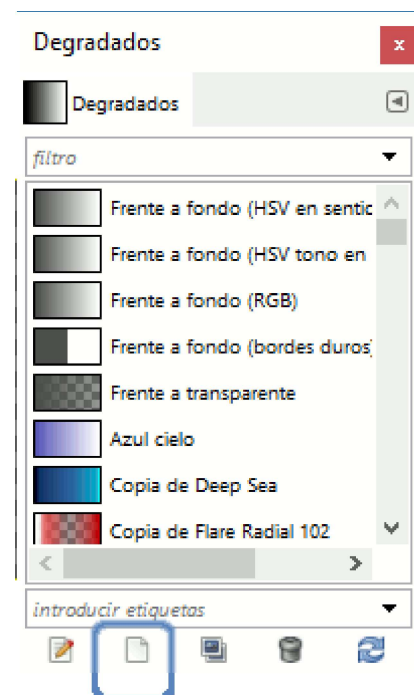 Degradados
x
Degradados
filtro
Frente a fondo (HSV en sentic
Frente a fondo (HSV tono en
Frente a fondo (RGB)
Frente a fondo (bordes duros)
Frente a transparente
Azul cielo
Copia de Deep Sea
Copia de Flare Radial 102
introducir etiquetas